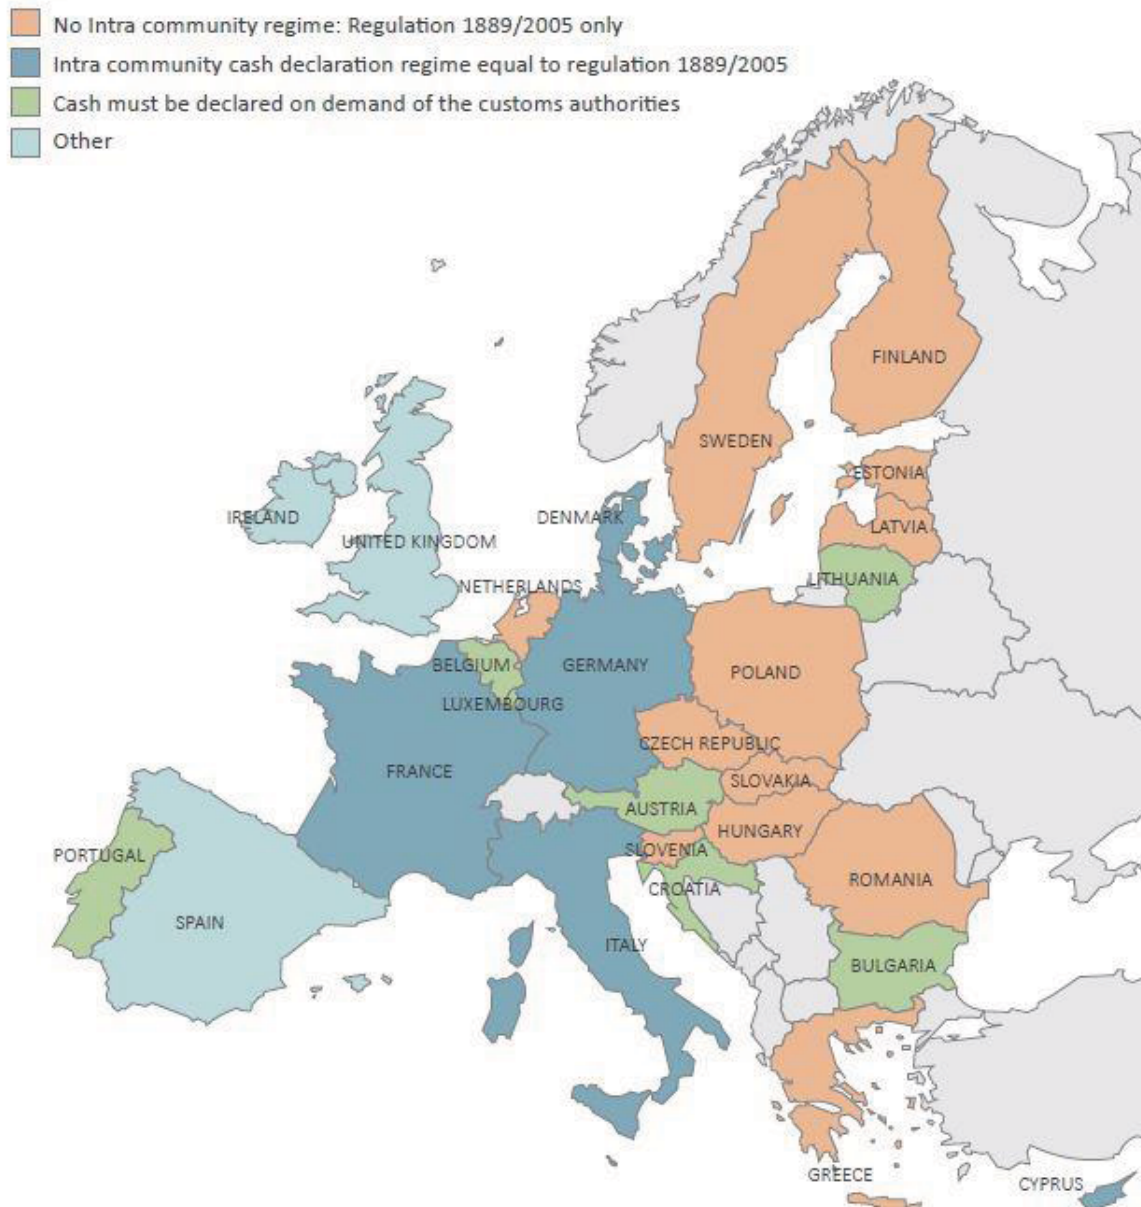 No Intra community regime: Regulation 1889/2005 only
Intra community cash declaration regime equal to regulation 1889/2005
Cash must be declared on demand of the customs authorities
Other
FINLAND
SWEDEN
ESTONIA
IRELAND
DENMARK
LATVIA
UNITED KINGDOM
LITHUANIA
NETHERLANDS
BELGIUM
GERMANY
POLAND
LUXEMBOURG
CZECH REPUBLIC
FRANCE
SLOVAKIA
AUSTRIA
HUNGARY
SLOVENIA
PORTUGAL
ROMANIA
CROATIA
SPAIN
ITALY
BULGARIA
GREECE
CYPRUS